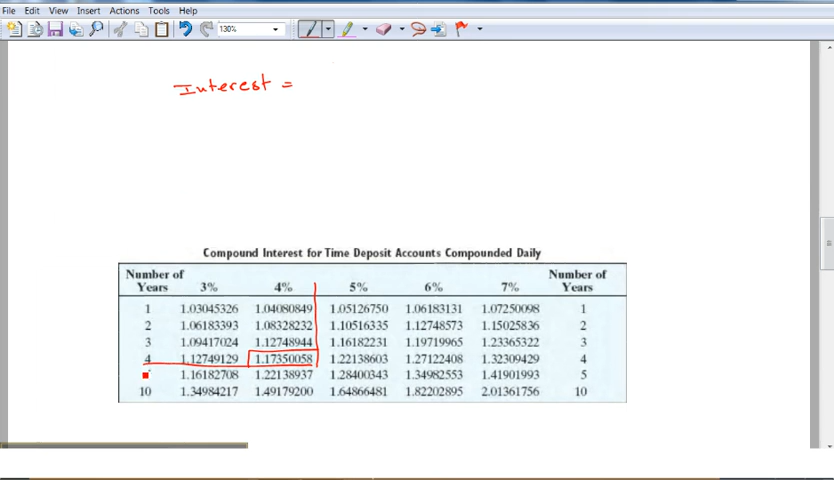 File Edit View Insert Actions Tools Help
130%
Interest =
Compound Interest for Time Deposit Accounts Compounded Daily
Number of Years 3% 4% 5% 6% 7% Number of Years
1 1.03045326 1.04080849 1.05126750 1.06183131 1.07250098 1
2 1.06183393 1.08328232 1.10516335 1.12748573 1.15025836 2
3 1.09417024 1.12748944 1.16182231 1.19719965 1.23365322 3
4 1.12749129 1.17350058 1.22138603 1.27122408 1.32309429 4
1.16182708 1.22138937 1.28400343 1.34982553 1.41901993 5
10 1.34984217 1.49179200 1.64866481 1.82202895 2.01361756 10